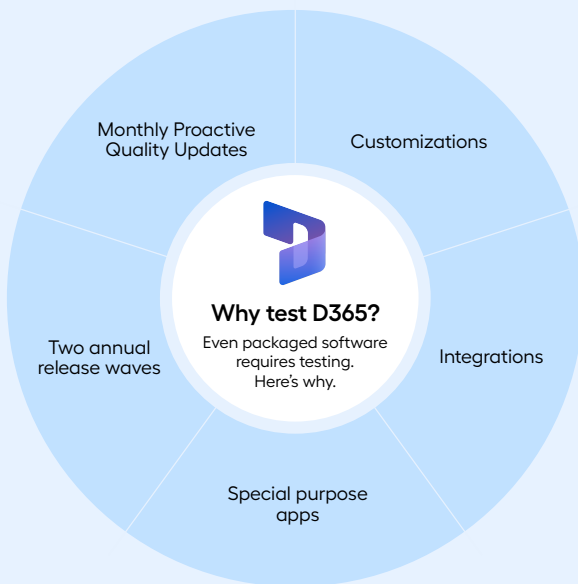 Monthly Proactive
Quality Updates
Customizations
Why test D365?
Even packaged software
requires testing.
Here’s why.
Two annual
release waves
Integrations
Special purpose
apps